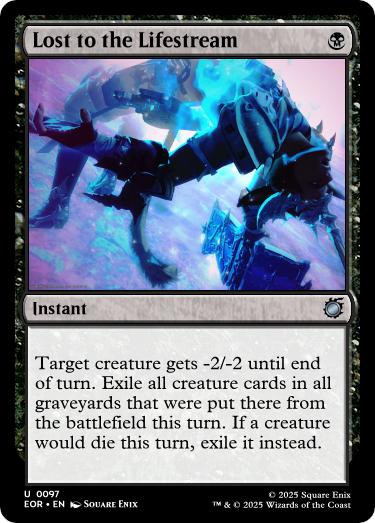 Lost to the Lifestream
Instant
Target creature gets -2/-2 until end
of turn. Exile all creature cards in all
graveyards that were put there from
the battlefield this turn. If a creature
would die this turn, exile it instead.
U 0097
EOR • EN SQUARE ENIX
© 2025 Square Enix
™ & © 2025 Wizards of the Coast